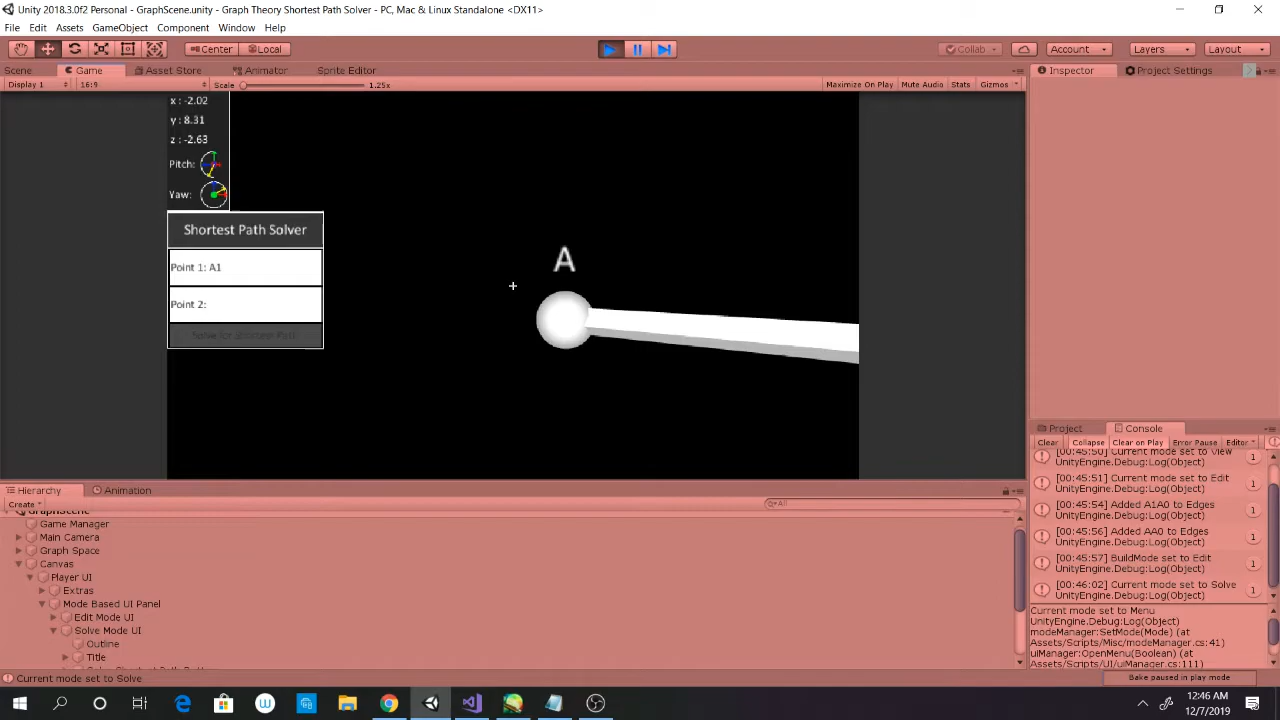 Unity 2018.3.0f2 Personal - GraphScene.unity - Graph Theory Shortest Path Solver - PC, Mac & Linux Standalone <DX11>
File Edit Assets GameObject Component Window Help
Center Local Collab Account Layers Layout
Scene Game Asset Store Animator Sprite Editor Inspector Project Settings
Display 1 16:9 Scale 1.25x Maximize On Play Mute Audio Stats Gizmos
x : -2.02
y : 8.31
z : -2.63
Pitch:
Yaw:
Shortest Path Solver
Point 1: A1
Point 2:
Solve for Shortest Path
A
Project Console
Clear Collapse Clear on Play Error Pause Editor
[00:45:50] Current mode set to View
UnityEngine.Debug:Log(Object) 1
[00:45:51] Current mode set to Edit
UnityEngine.Debug:Log(Object) 1
[00:45:54] Added A1A0 to Edges
UnityEngine.Debug:Log(Object) 1
[00:45:56] Added AA0 to Edges
UnityEngine.Debug:Log(Object) 1
[00:45:57] BuildMode set to Edit
UnityEngine.Debug:Log(Object) 1
[00:46:02] Current mode set to Solve
UnityEngine.Debug:Log(Object) 1
Current mode set to Menu
UnityEngine.Debug:Log(Object)
modeManager:SetMode(Mode) (at
Assets/Scripts/Misc/modeManager.cs:41)
uiManager:OpenMenu(Boolean) (at
Assets/Scripts/UI/uiManager.cs:111)
Hierarchy Animation
Create All
GraphScene
Game Manager
Main Camera
Graph Space
Canvas
Player UI
Extras
Mode Based UI Panel
Edit Mode UI
Solve Mode UI
Outline
Title
Current mode set to Solve
Bake paused in play mode
12:46 AM
12/7/2019